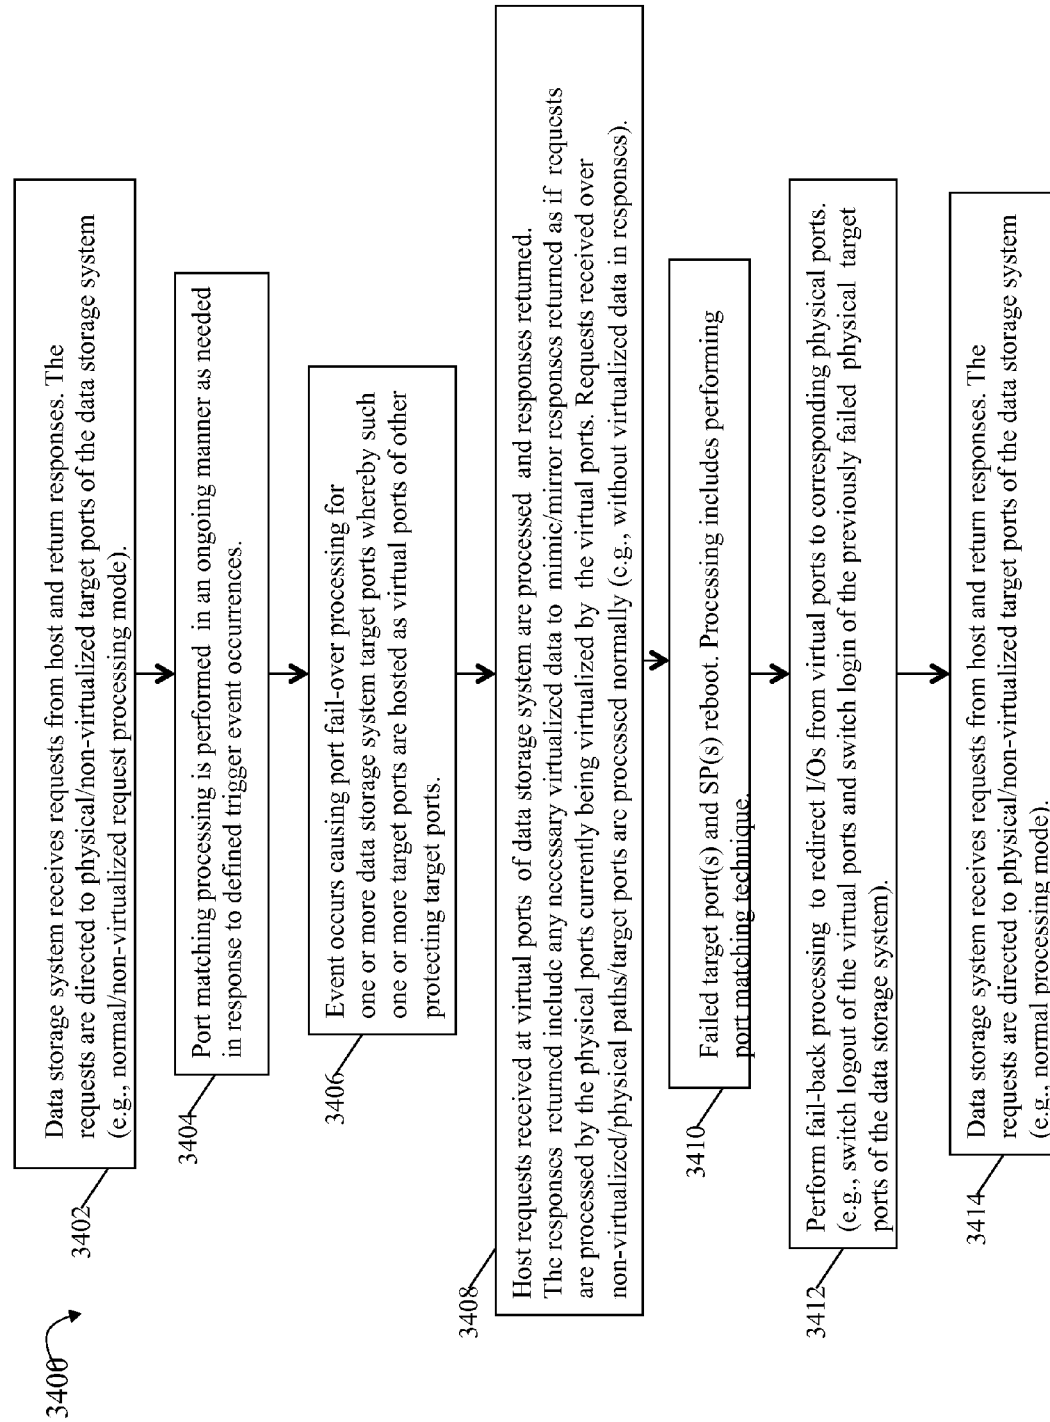 3400
3402
Data storage system receives requests from host and return responses. The
requests are directed to physical/non-virtualized target ports of the data storage system
(e.g., normal/non-virtualized request processing mode).
3404
Port matching processing is performed in an ongoing manner as needed
in response to defined trigger event occurrences.
3406
Event occurs causing port fail-over processing for
one or more data storage system target ports whereby such
one or more target ports are hosted as virtual ports of other
protecting target ports.
3408
Host requests received at virtual ports of data storage system are processed and responses returned.
The responses returned include any necessary virtualized data to mimic/mirror responses returned as if requests
are processed by the physical ports currently being virtualized by the virtual ports. Requests received over
non-virtualized/physical paths/target ports are processed normally (e.g., without virtualized data in responses).
3410
Failed target port(s) and SP(s) reboot. Processing includes performing
port matching technique.
3412
Perform fail-back processing to redirect I/Os from virtual ports to corresponding physical ports.
(e.g., switch logout of the virtual ports and switch login of the previously failed physical target
ports of the data storage system).
3414
Data storage system receives requests from host and return responses. The
requests are directed to physical/non-virtualized target ports of the data storage system
(e.g., normal processing mode).